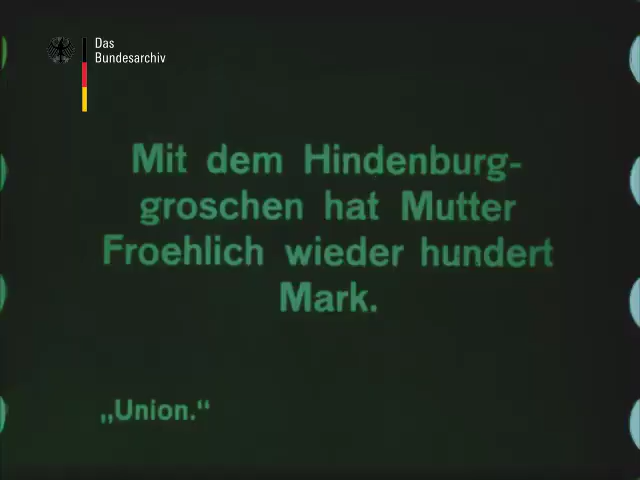 Das
Bundesarchiv
Mit dem Hindenburg-
groschen hat Mutter
Froehlich wieder hundert
Mark.
„Union.“